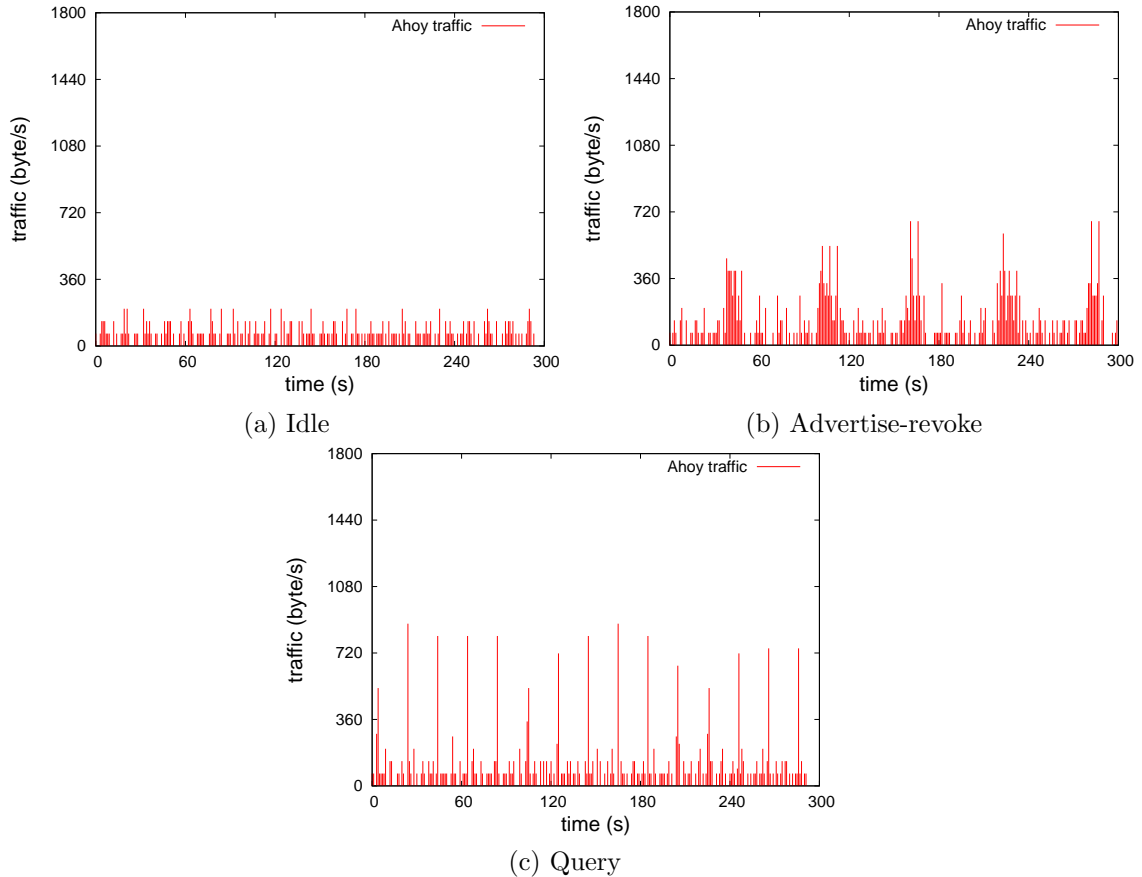 Ahoy traffic
1800
1440
1080
720
360
0
traffic (byte/s)
0 60 120 180 240 300
time (s)
(a) Idle
Ahoy traffic
1800
1440
1080
720
360
0
traffic (byte/s)
0 60 120 180 240 300
time (s)
(b) Advertise-revoke
Ahoy traffic
1800
1440
1080
720
360
0
traffic (byte/s)
0 60 120 180 240 300
time (s)
(c) Query